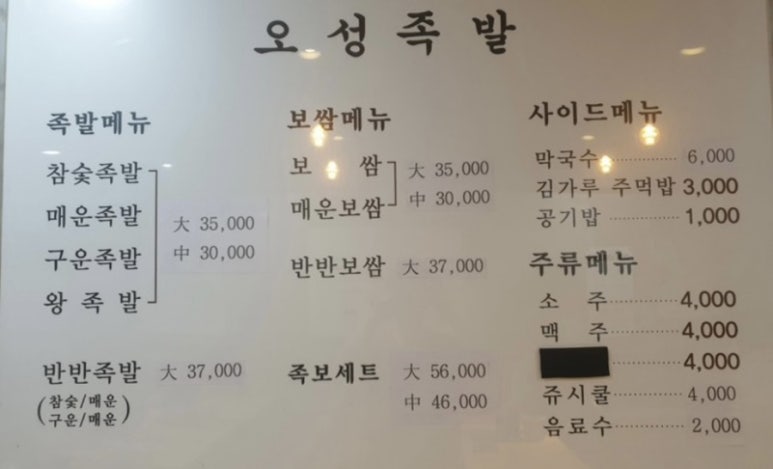 오성족발
족발메뉴
참숯족발
매운족발
구운족발
왕족발
大 35,000
中 30,000
반반족발 大 37,000
(참숯/매운
구운/매운)
보쌈메뉴
보쌈
매운보쌈
大 35,000
中 30,000
반반보쌈 大 37,000
족보세트 大 56,000
中 46,000
사이드메뉴
막국수 6,000
김가루 주먹밥 3,000
공기밥 1,000
주류메뉴
소주 4,000
맥주 4,000
4,000
쥬시쿨 4,000
음료수 2,000